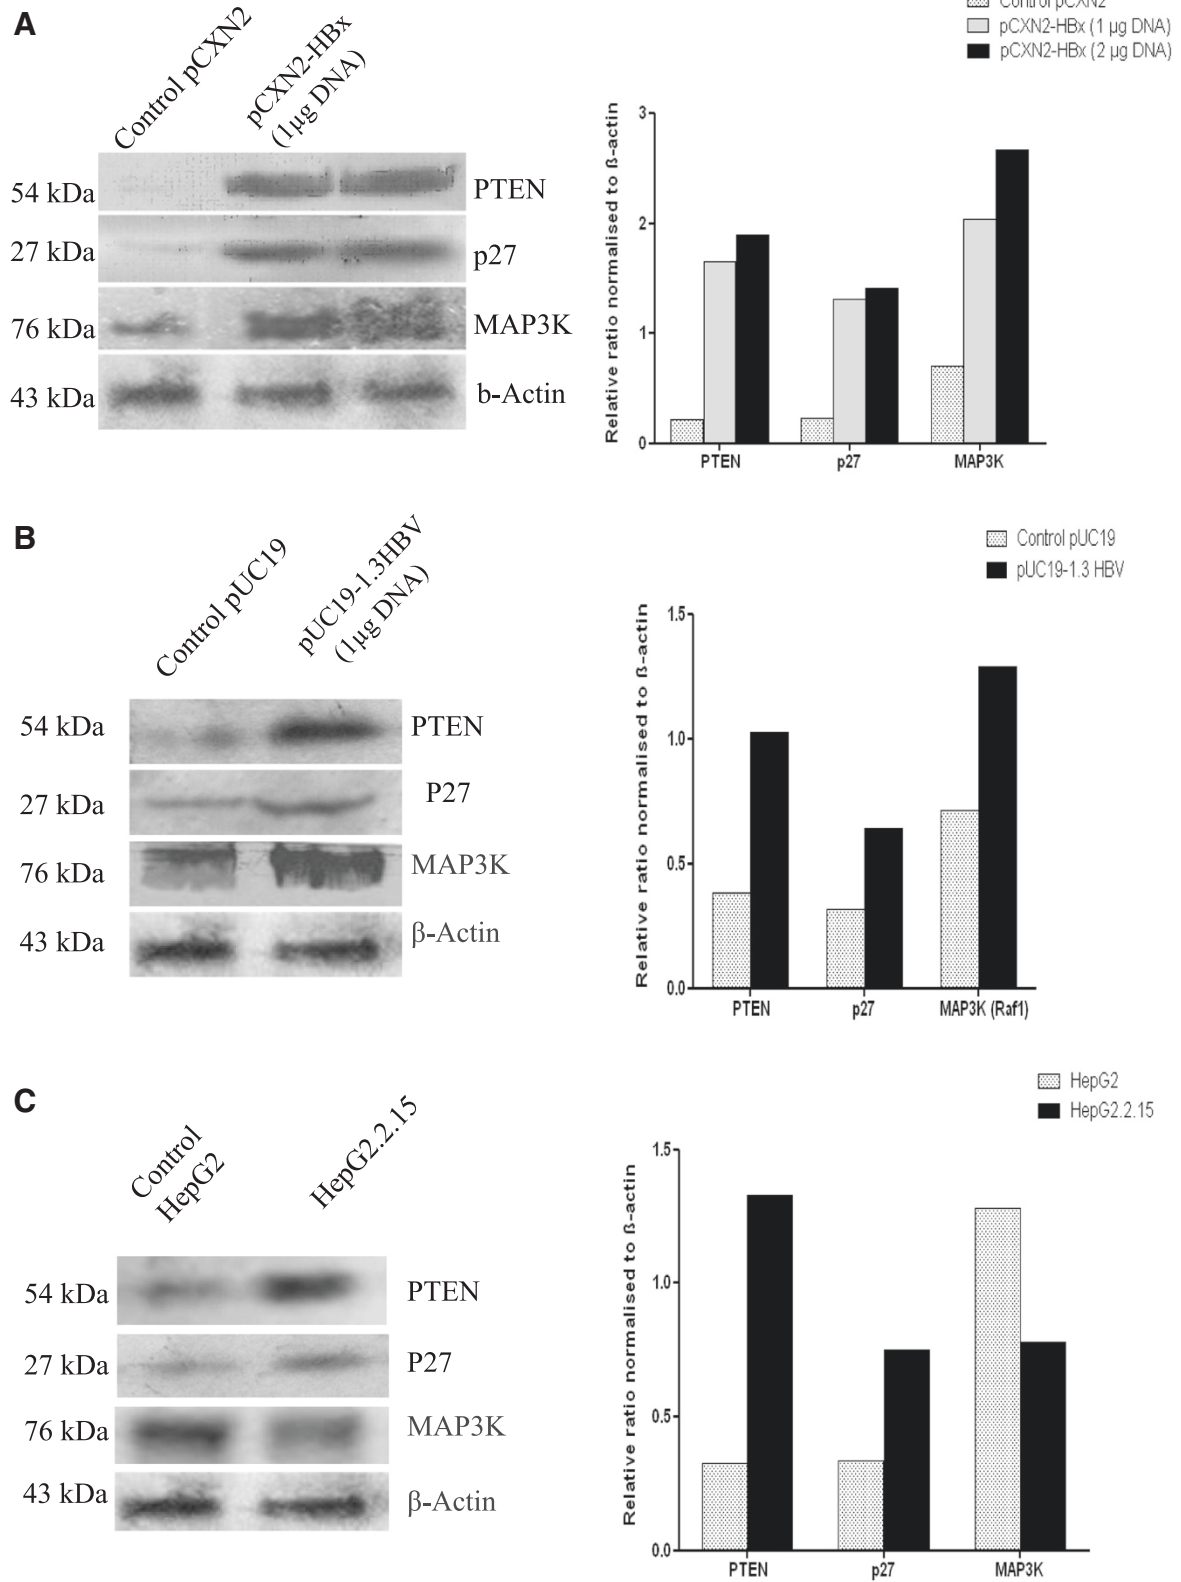 A
Control pCXN2
pCXN2-HBx
(1µg DNA)
54 kDa
PTEN
27 kDa
p27
76 kDa
MAP3K
43 kDa
b-Actin
Control pCXN2
pCXN2-HBx (1 µg DNA)
pCXN2-HBx (2 µg DNA)
Relative ratio normalised to ß-actin
3
2
1
0
PTEN p27 MAP3K
B
Control pUC19
pUC19-1.3HBV
(1µg DNA)
54 kDa
PTEN
27 kDa
P27
76 kDa
MAP3K
43 kDa
β-Actin
Control pUC19
pUC19-1.3 HBV
Relative ratio normalised to ß-actin
1.5
1.0
0.5
0.0
PTEN p27 MAP3K (Raf1)
C
Control
HepG2
HepG2.2.15
54 kDa
PTEN
27 kDa
P27
76 kDa
MAP3K
43 kDa
β-Actin
HepG2
HepG2.2.15
Relative ratio normalised to ß-actin
1.5
1.0
0.5
0.0
PTEN p27 MAP3K